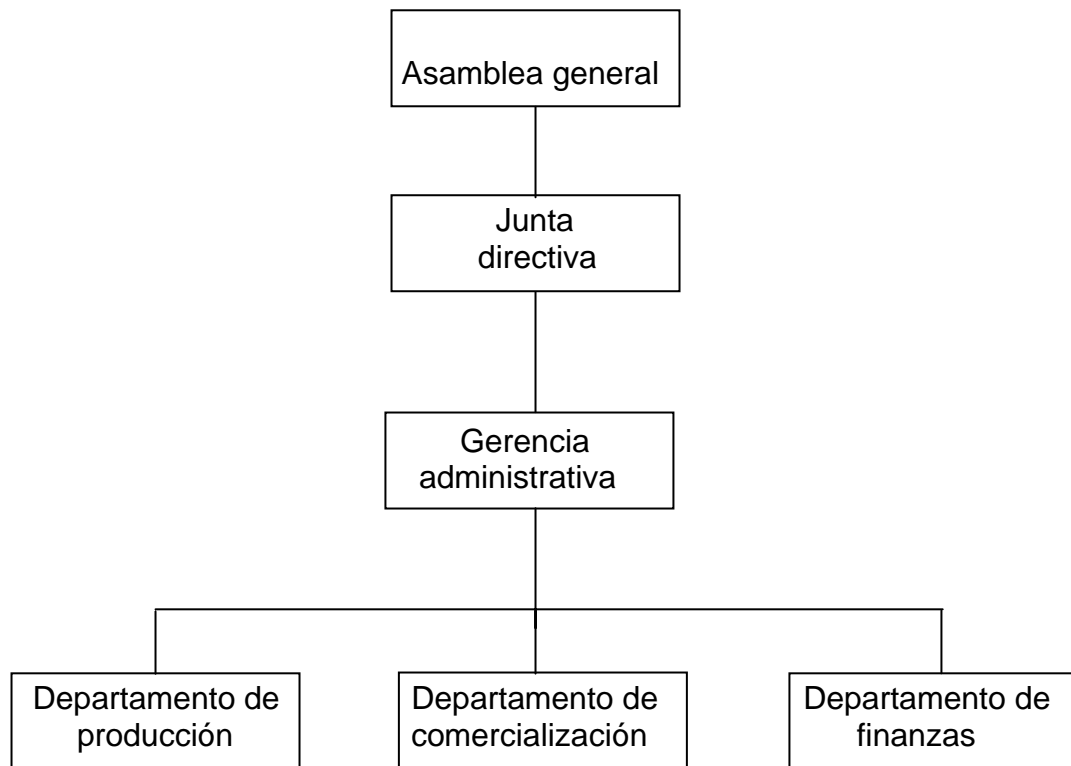 Asamblea general
Junta
directiva
Gerencia
administrativa
Departamento de
producción
Departamento de
comercialización
Departamento de
finanzas